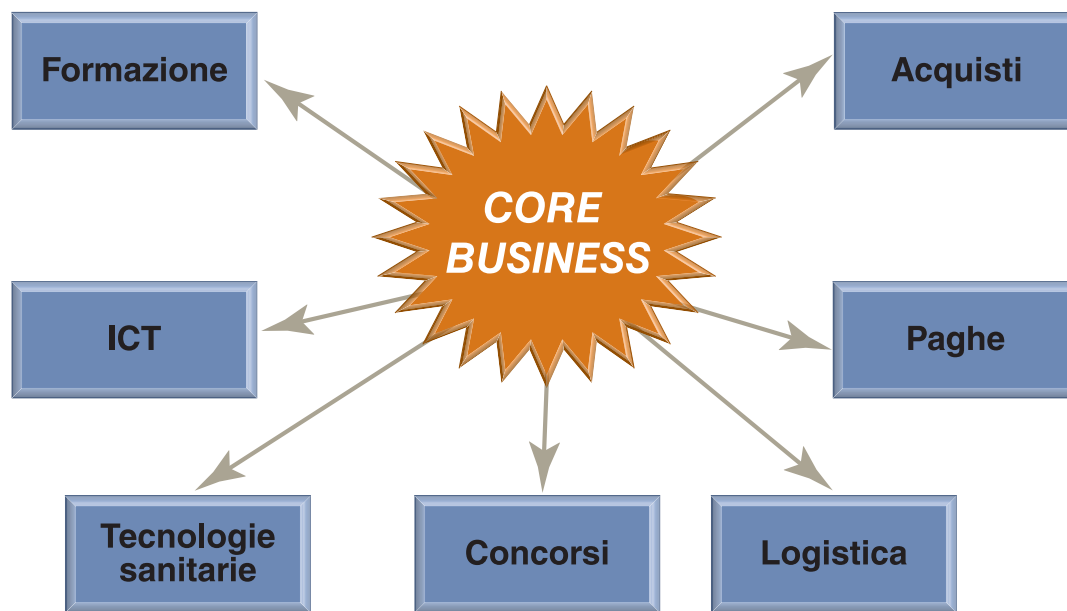 Formazione
Acquisti
CORE
BUSINESS
ICT
Paghe
Tecnologie
sanitarie
Concorsi
Logistica